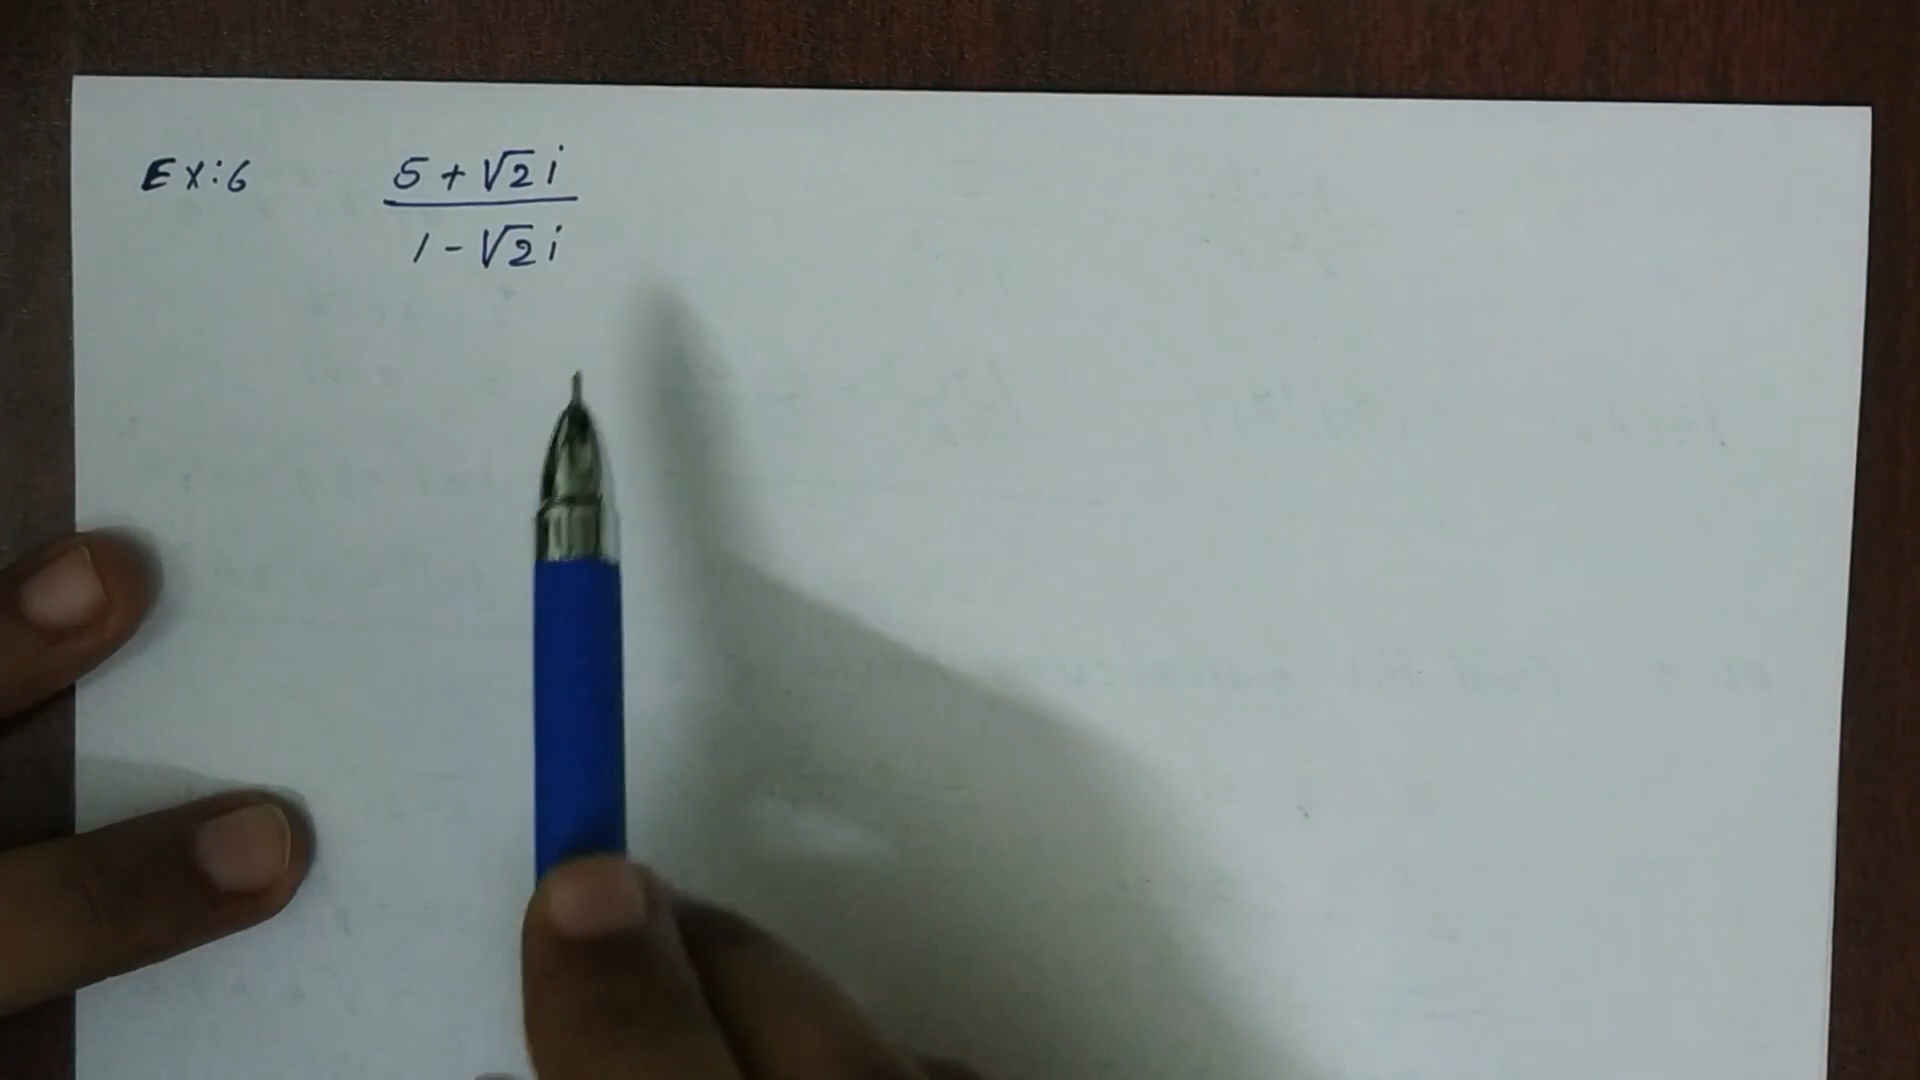 Ex:6
5 + √2 i
1 - √2 i